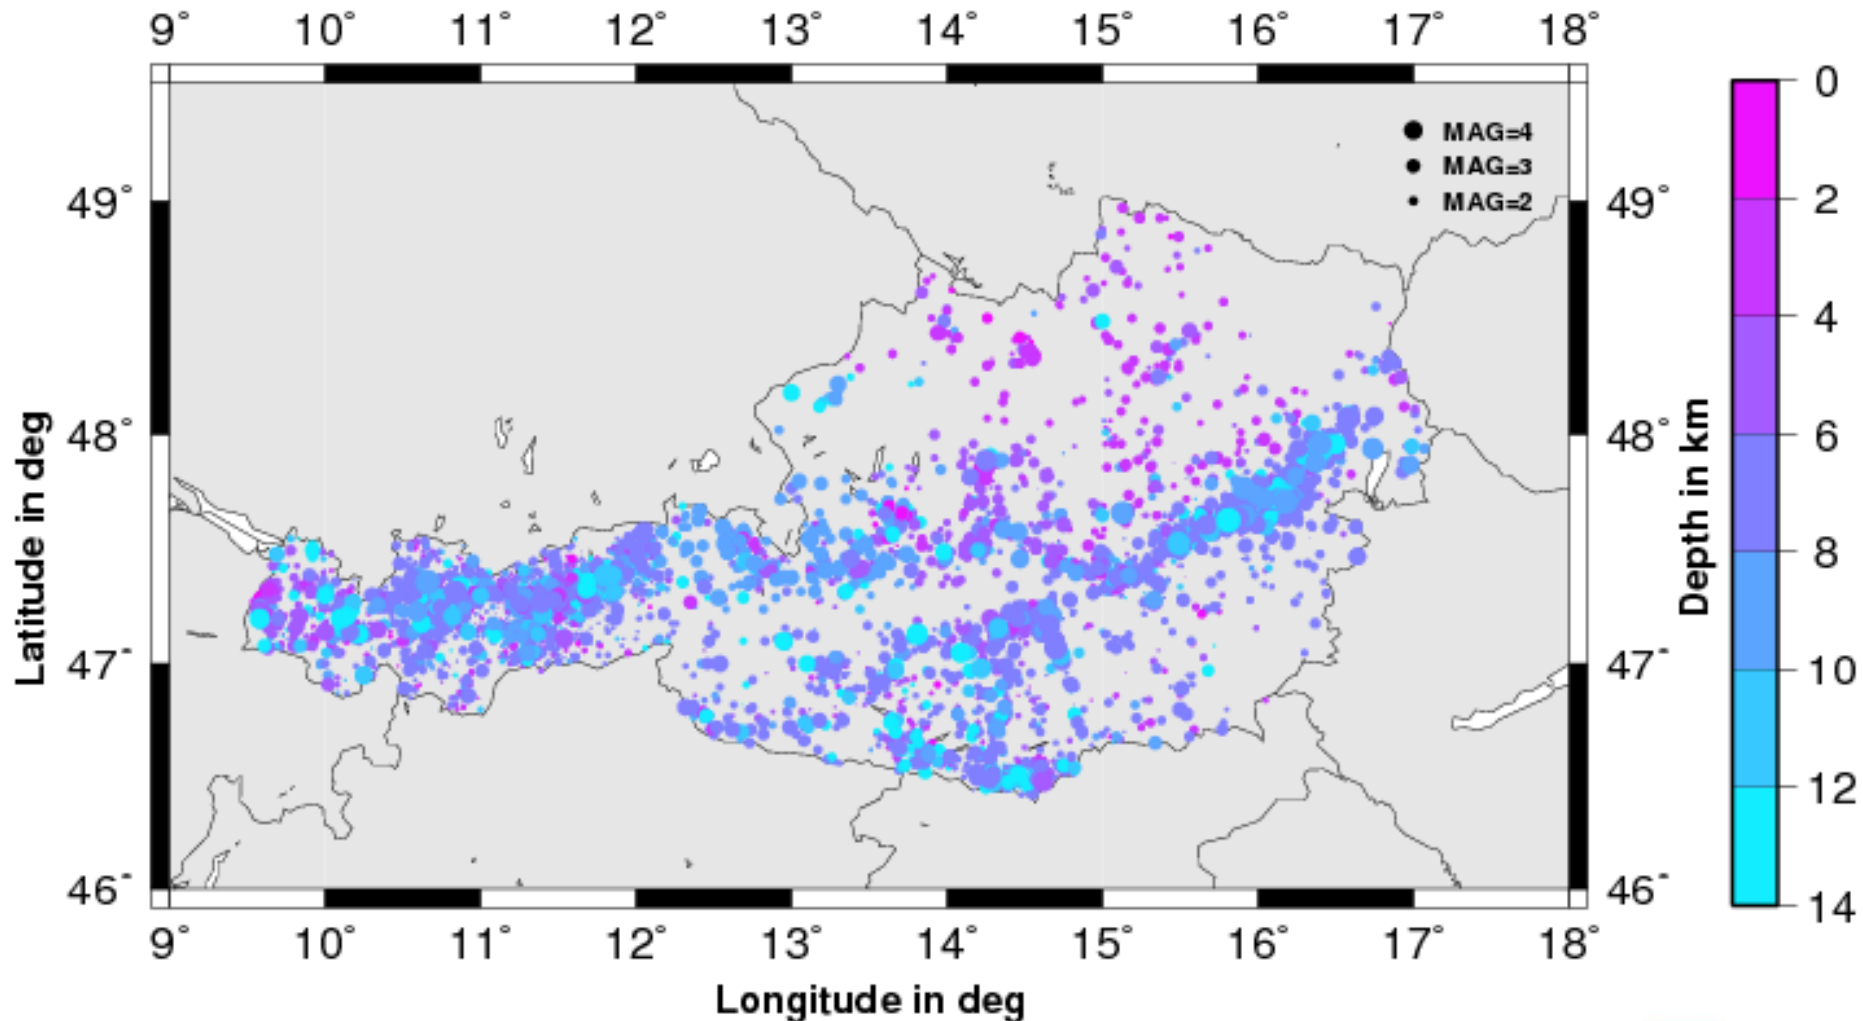 9° 10° 11° 12° 13° 14° 15° 16° 17° 18°
MAG=4
MAG=3
MAG=2
49° 49°
48° 48°
47° 47°
46° 46°
9° 10° 11° 12° 13° 14° 15° 16° 17° 18°
Longitude in deg
Latitude in deg
Depth in km
0
2
4
6
8
10
12
14